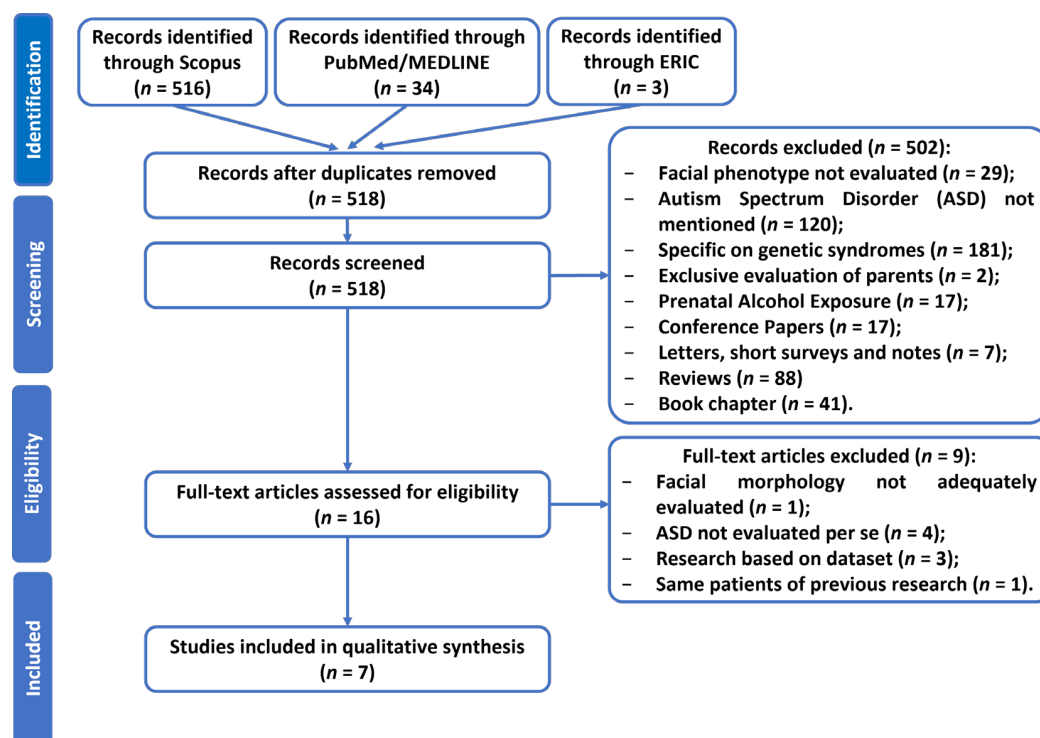 Identification
Records identified
through Scopus
(n = 516)
Records identified through
PubMed/MEDLINE
(n = 34)
Records identified
through ERIC
(n = 3)
Records after duplicates removed
(n = 518)
Screening
Records screened
(n = 518)
Records excluded (n = 502):
− Facial phenotype not evaluated (n = 29);
− Autism Spectrum Disorder (ASD) not
mentioned (n = 120);
− Specific on genetic syndromes (n = 181);
− Exclusive evaluation of parents (n = 2);
− Prenatal Alcohol Exposure (n = 17);
− Conference Papers (n = 17);
− Letters, short surveys and notes (n = 7);
− Reviews (n = 88)
− Book chapter (n = 41).
Eligibility
Full-text articles assessed for eligibility
(n = 16)
Full-text articles excluded (n = 9):
− Facial morphology not adequately
evaluated (n = 1);
− ASD not evaluated per se (n = 4);
− Research based on dataset (n = 3);
− Same patients of previous research (n = 1).
Included
Studies included in qualitative synthesis
(n = 7)